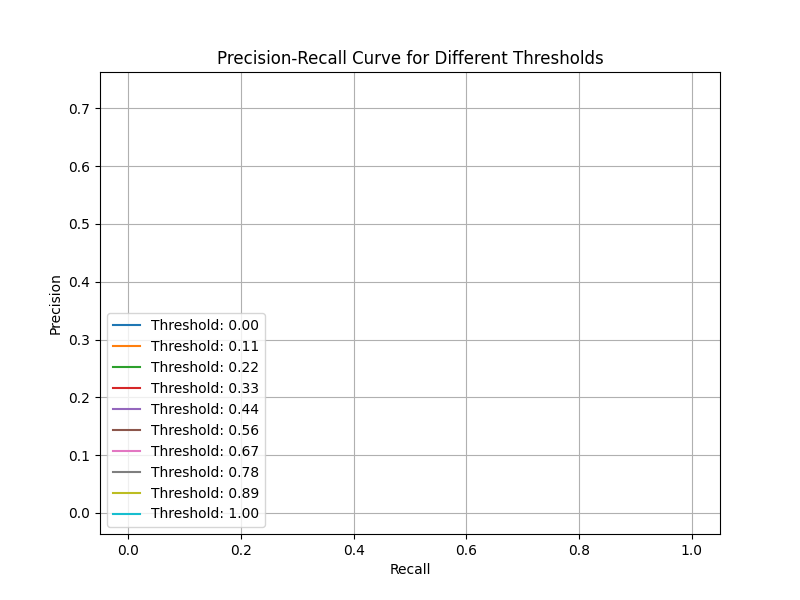 Precision-Recall Curve for Different Thresholds
Precision
0.7
0.6
0.5
0.4
0.3
0.2
0.1
0.0
Threshold: 0.00
Threshold: 0.11
Threshold: 0.22
Threshold: 0.33
Threshold: 0.44
Threshold: 0.56
Threshold: 0.67
Threshold: 0.78
Threshold: 0.89
Threshold: 1.00
0.0 0.2 0.4 0.6 0.8 1.0
Recall